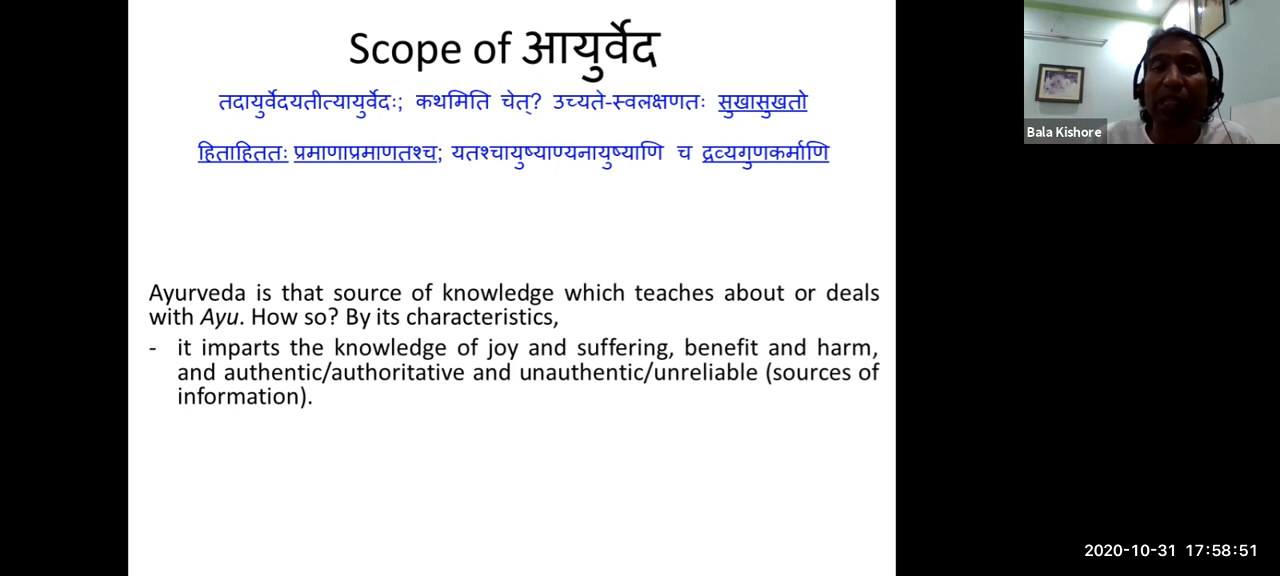 Scope of आयुर्वेद
तदायुर्वेदयतीत्यायुर्वेदः; कथमिति चेत्? उच्यते-स्वलक्षणतः सुखासुखतो
हिताहिततः प्रमाणाप्रमाणतश्च; यतश्चायुष्याण्यनायुष्याणि च द्रव्यगुणकर्माणि
Ayurveda is that source of knowledge which teaches about or deals
with Ayu. How so? By its characteristics,
- it imparts the knowledge of joy and suffering, benefit and harm,
and authentic/authoritative and unauthentic/unreliable (sources of
information).
Bala Kishore
2020-10-31 17:58:51